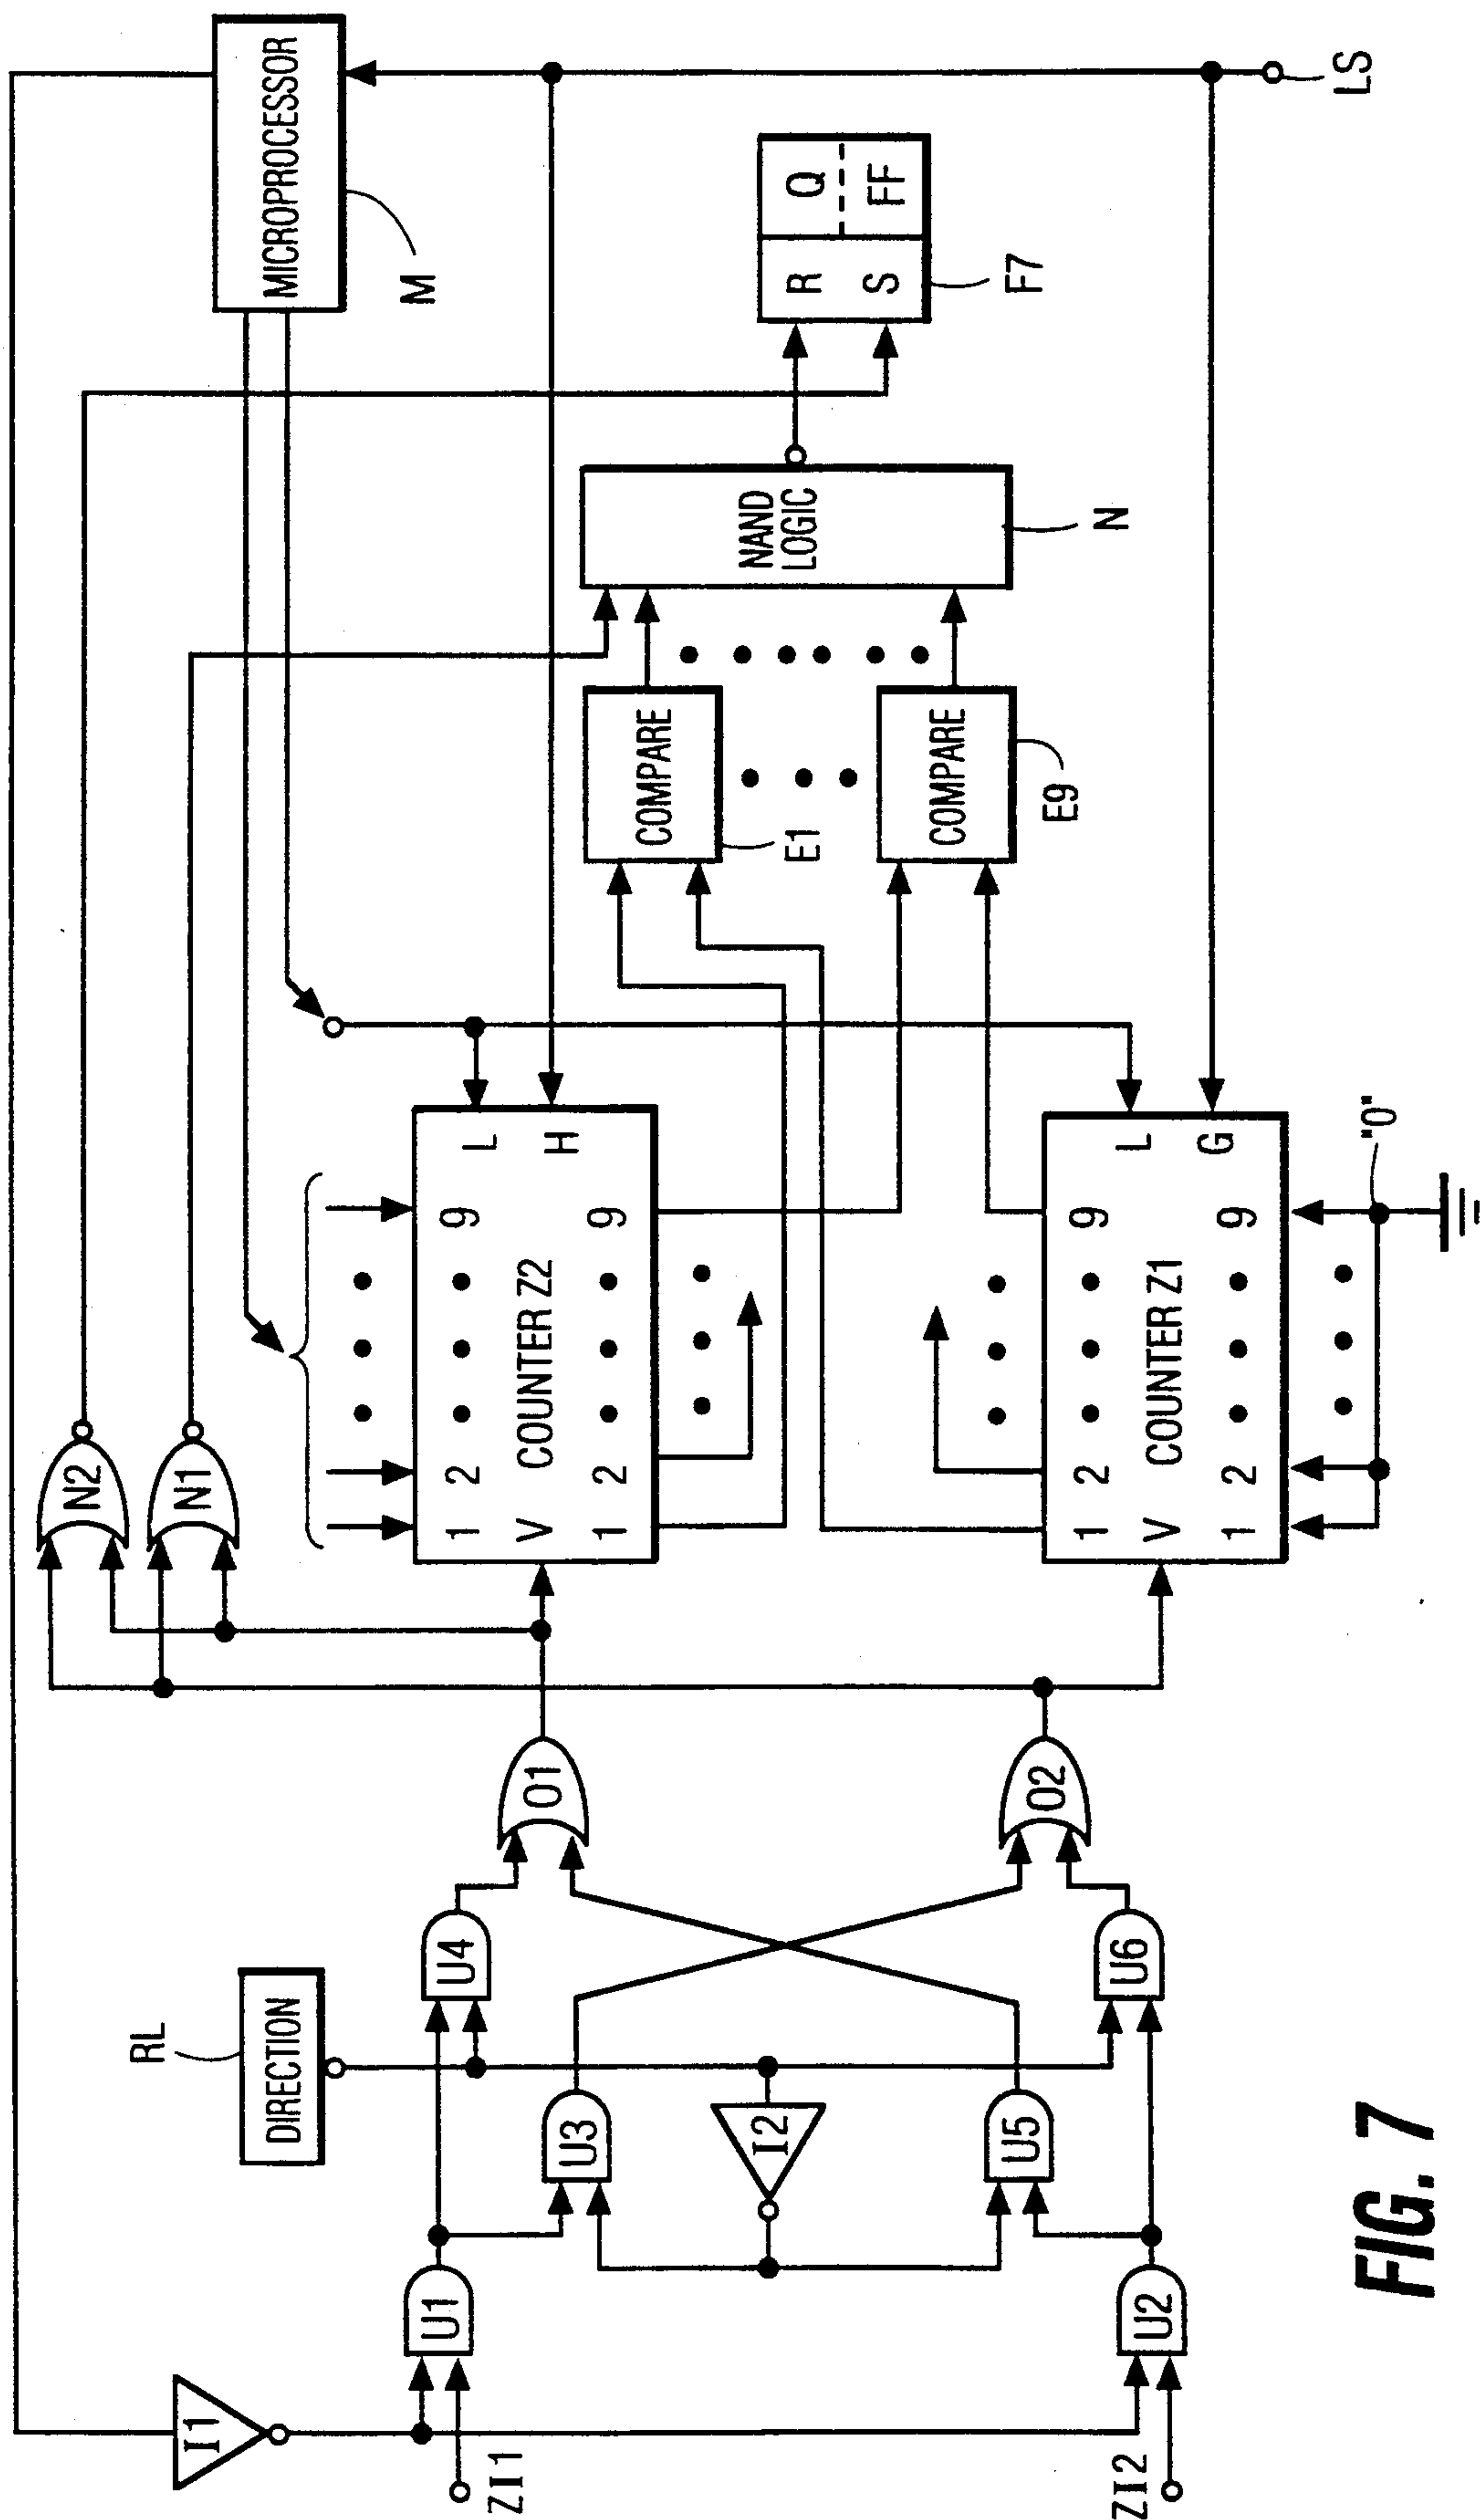 MICROPROCESSOR
M
LS
Q
FF
R
S
F7
NAND
LOGIC
N
COMPARE
E1
COMPARE
E9
N2
N1
1 2 9 L
V COUNTER Z2 H
1 2 9
1 2 9 L
V COUNTER Z1 G
1 2 9
"0"
O1
O2
RL
DIRECTION
U4
U6
U3
I2
U5
U1
U2
I1
ZI1
ZI2
FIG. 7